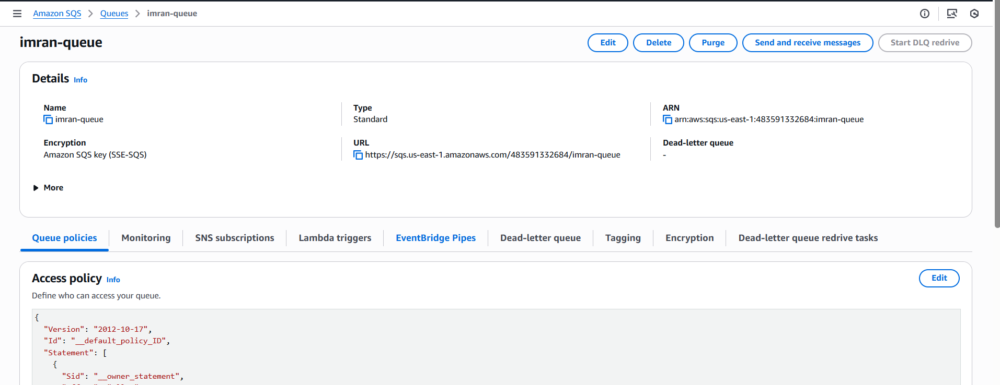 Amazon SQS > Queues > imran-queue
imran-queue
Edit Delete Purge Send and receive messages Start DLQ redrive
Details Info
Name Type ARN
imran-queue Standard arn:aws:sqs:us-east-1:483591332684:imran-queue
Encryption URL Dead-letter queue
Amazon SQS key (SSE-SQS) https://sqs.us-east-1.amazonaws.com/483591332684/imran-queue -
More
Queue policies Monitoring SNS subscriptions Lambda triggers EventBridge Pipes Dead-letter queue Tagging Encryption Dead-letter queue redrive tasks
Access policy Info Edit
Define who can access your queue.
{
"Version": "2012-10-17",
"Id": "__default_policy_ID",
"Statement": [
{
"Sid": "__owner_statement",